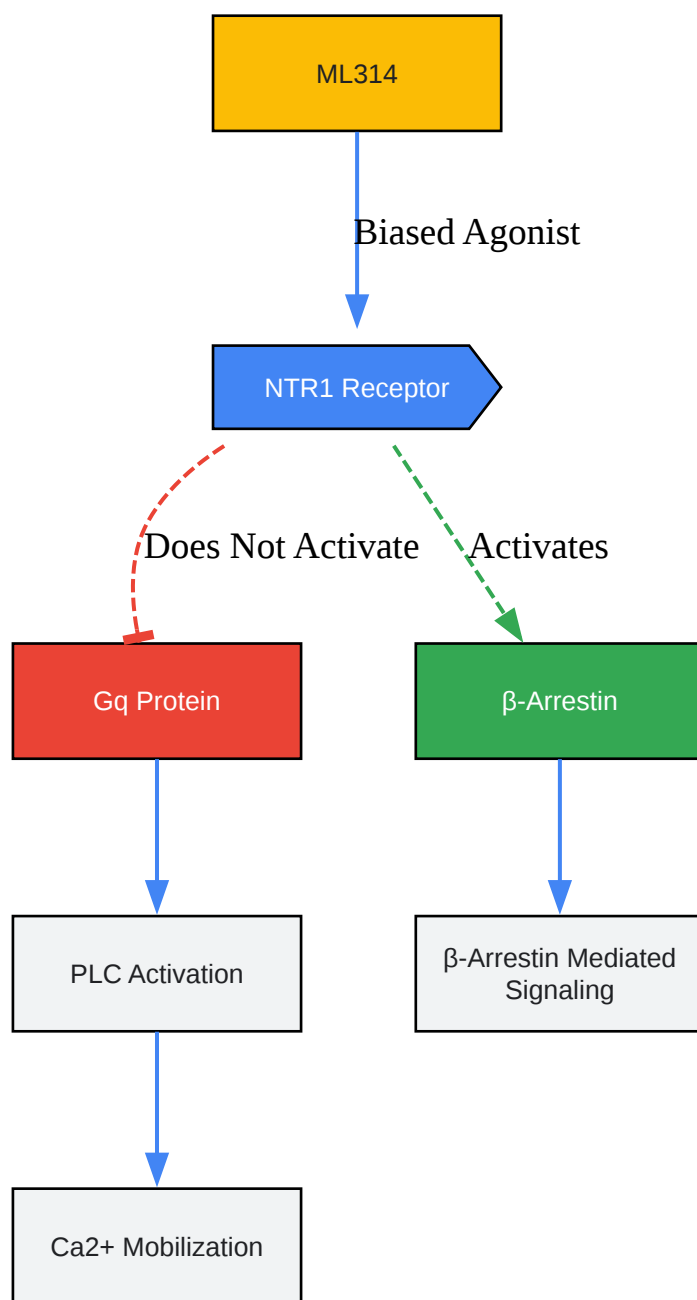 ML314
Biased Agonist
NTR1 Receptor
Does Not Activate
Activates
Gq Protein
β-Arrestin
PLC Activation
β-Arrestin Mediated
Signaling
Ca2+ Mobilization